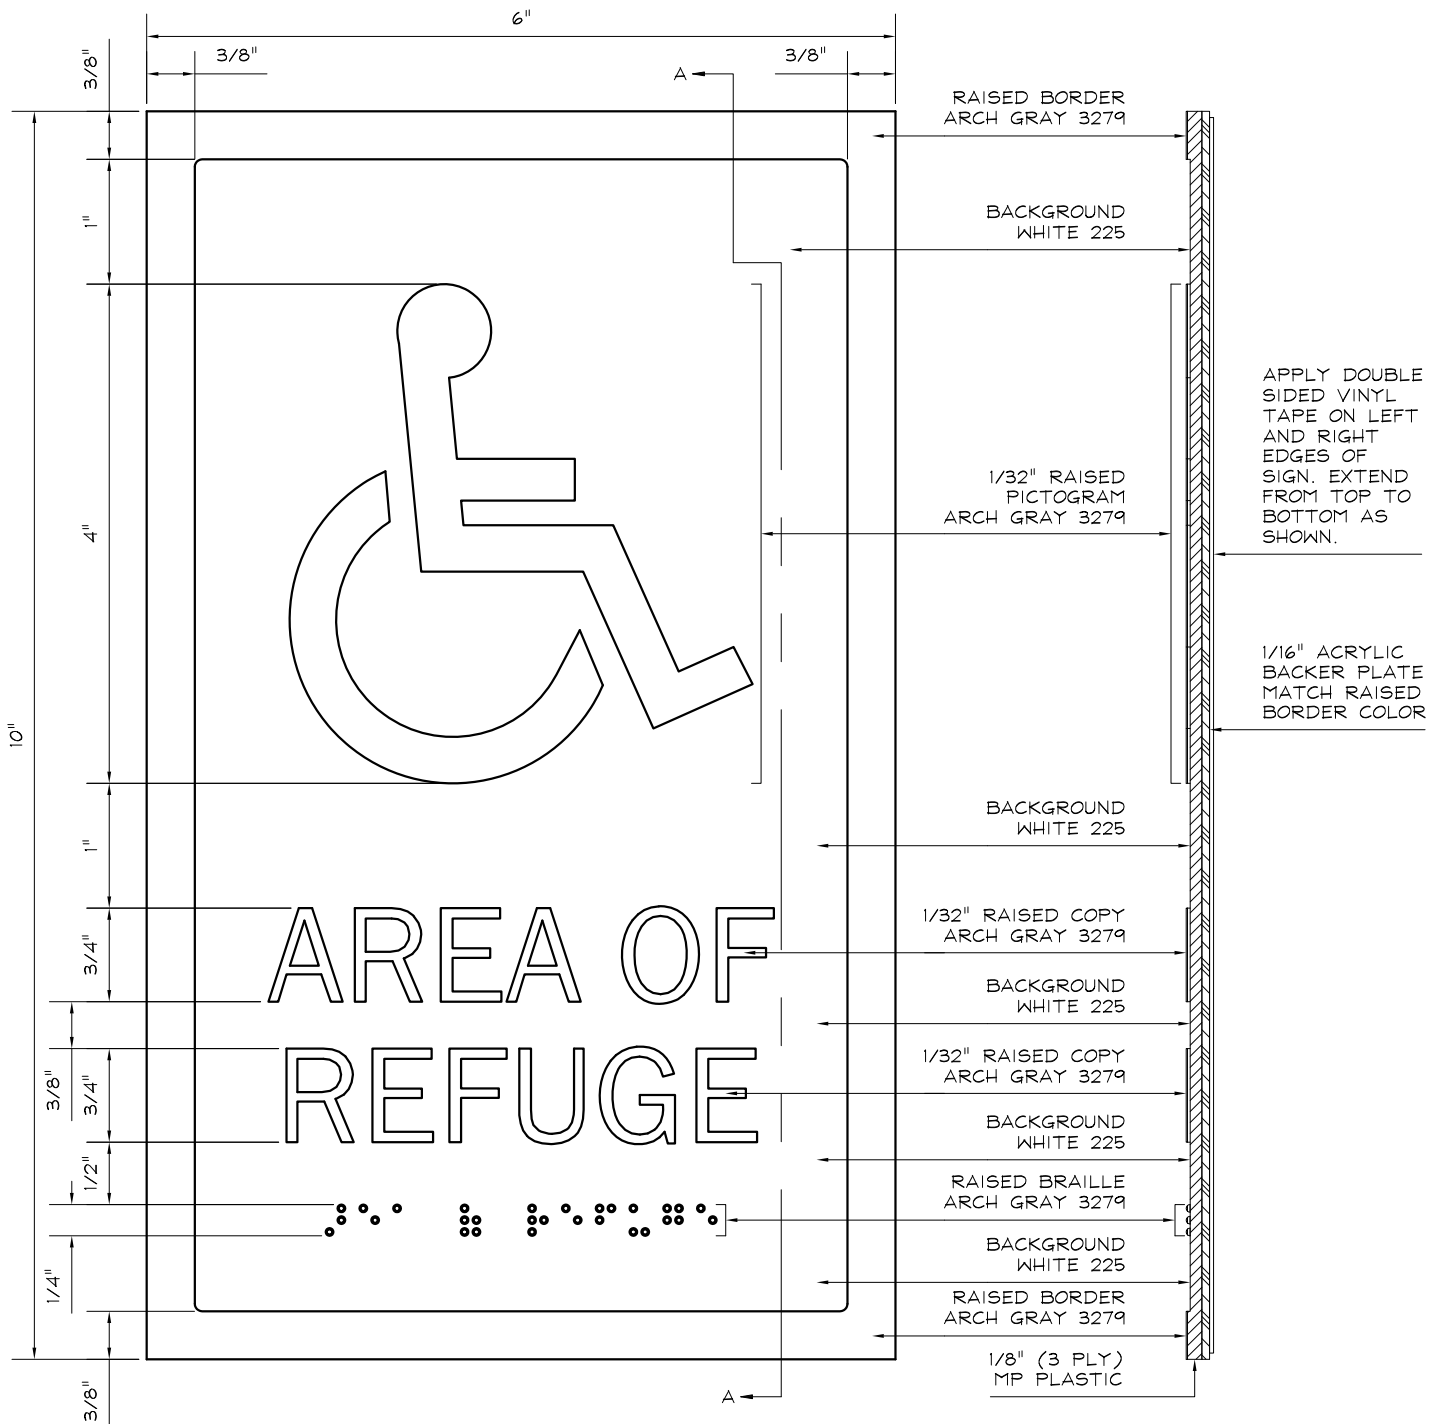 6"
3/8"
3/8"
3/8"
A
RAISED BORDER
ARCH GRAY 3279
1"
BACKGROUND
WHITE 225
APPLY DOUBLE
SIDED VINYL
TAPE ON LEFT
AND RIGHT
EDGES OF
SIGN. EXTEND
FROM TOP TO
BOTTOM AS
SHOWN.
4"
1/32" RAISED
PICTOGRAM
ARCH GRAY 3279
1/16" ACRYLIC
BACKER PLATE
MATCH RAISED
BORDER COLOR
10"
1"
BACKGROUND
WHITE 225
3/4"
AREA OF
1/32" RAISED COPY
ARCH GRAY 3279
BACKGROUND
WHITE 225
3/8"
3/4"
REFUGE
1/32" RAISED COPY
ARCH GRAY 3279
BACKGROUND
WHITE 225
1/2"
RAISED BRAILLE
ARCH GRAY 3279
1/4"
BACKGROUND
WHITE 225
RAISED BORDER
ARCH GRAY 3279
3/8"
A
1/8" (3 PLY)
MP PLASTIC